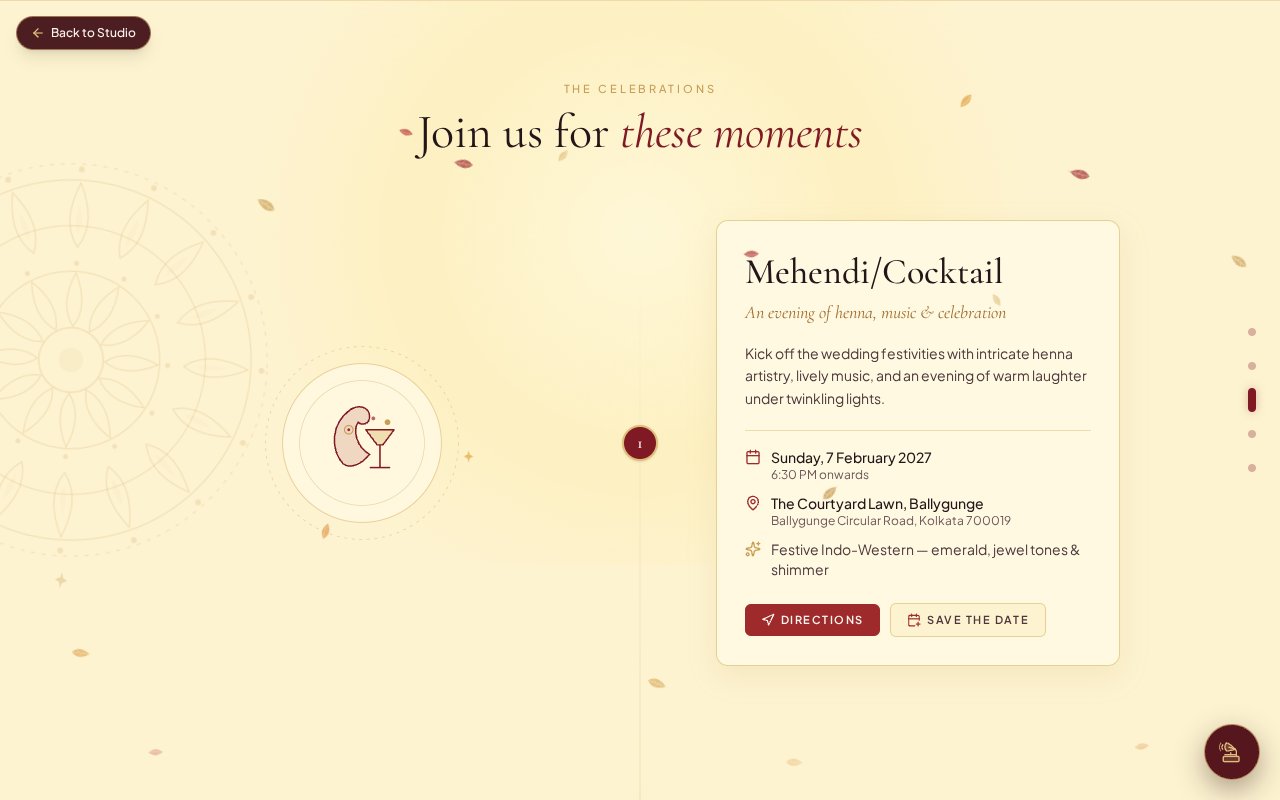 Back to Studio
THE CELEBRATIONS
Join us for these moments
Mehendi/Cocktail
An evening of henna, music & celebration
Kick off the wedding festivities with intricate henna
artistry, lively music, and an evening of warm laughter
under twinkling lights.
I
Sunday, 7 February 2027
6:30 PM onwards
The Courtyard Lawn, Ballygunge
Ballygunge Circular Road, Kolkata 700019
Festive Indo-Western — emerald, jewel tones &
shimmer
DIRECTIONS
SAVE THE DATE